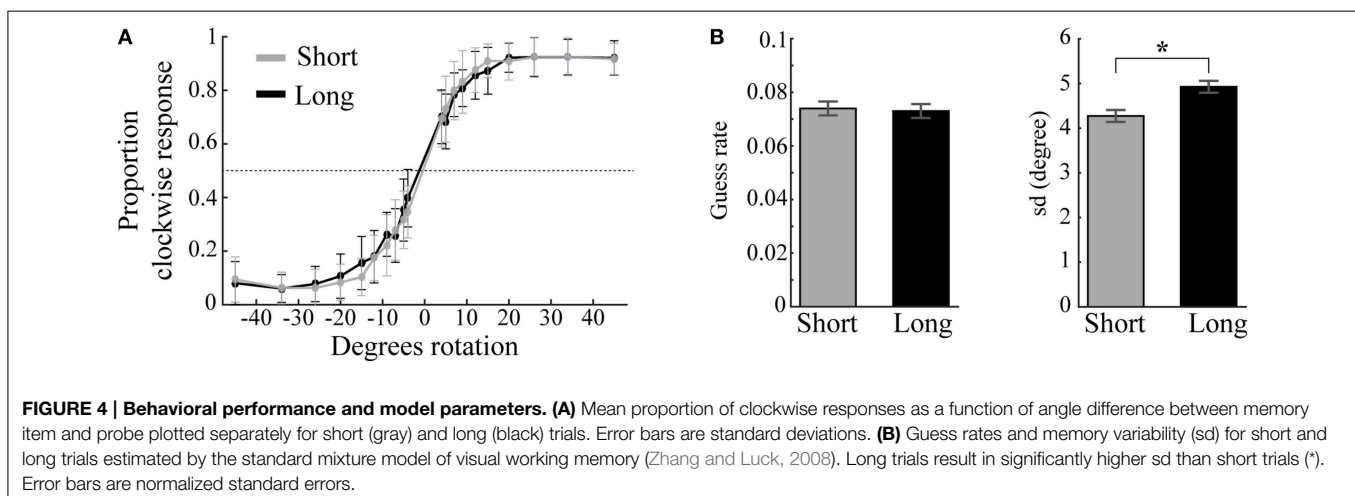 A
Proportion
clockwise response
1
0.8
0.6
0.4
0.2
0
Short
Long
-40 -30 -20 -10 0 10 20 30 40
Degrees rotation
B
Guess rate
0.1
0.08
0.06
0.04
0.02
0
Short Long
sd (degree)
6
5
4
3
2
1
0
*
Short Long
FIGURE 4 | Behavioral performance and model parameters. (A) Mean proportion of clockwise responses as a function of angle difference between memory
item and probe plotted separately for short (gray) and long (black) trials. Error bars are standard deviations. (B) Guess rates and memory variability (sd) for short and
long trials estimated by the standard mixture model of visual working memory (Zhang and Luck, 2008). Long trials result in significantly higher sd than short trials (*).
Error bars are normalized standard errors.